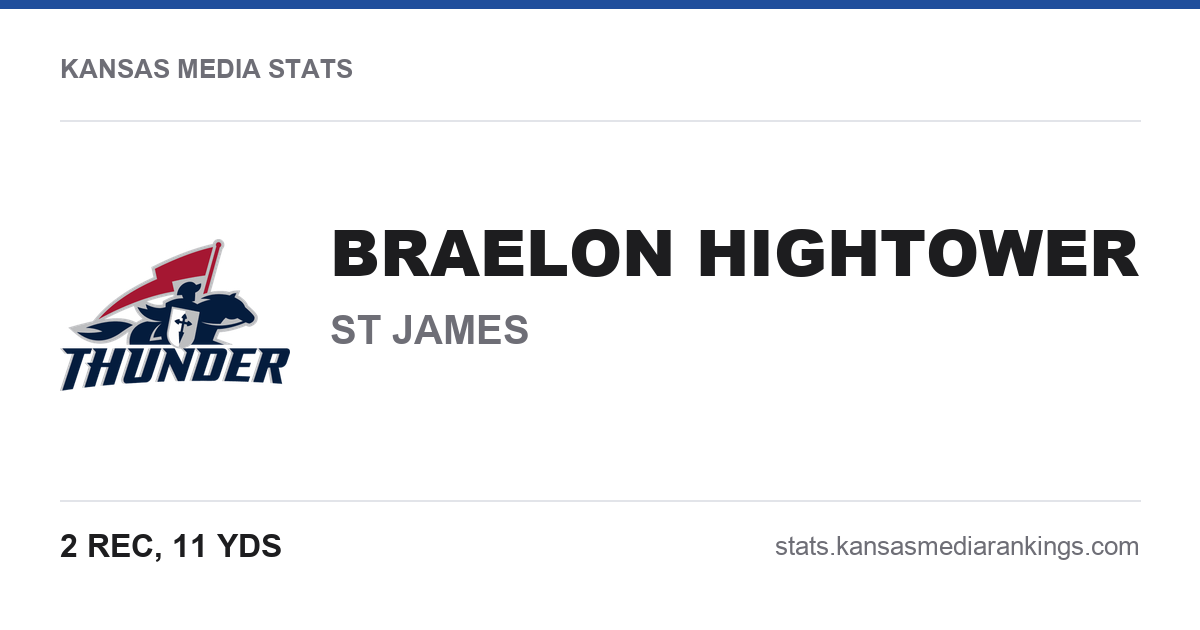 KANSAS MEDIA STATS
BRAELON HIGHTOWER
ST JAMES
THUNDER
2 REC, 11 YDS
stats.kansasmediarankings.com